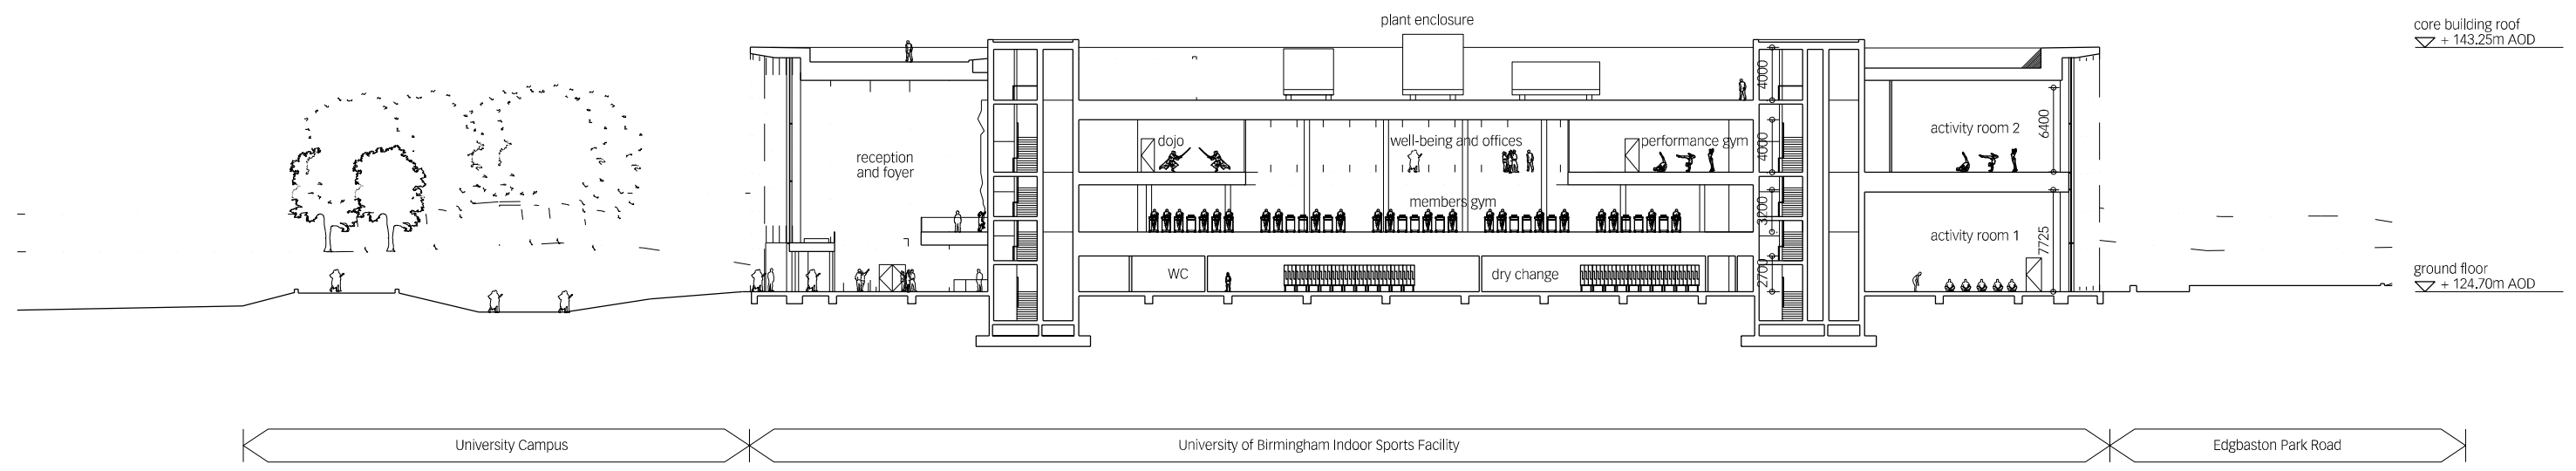 plant enclosure
core building roof
+ 143.25m AOD
4000
dojo
well-being and offices
performance gym
4000
activity room 2
6400
reception
and foyer
members gym
3200
activity room 1
7725
WC
dry change
2700
ground floor
+ 124.70m AOD
University Campus
University of Birmingham Indoor Sports Facility
Edgbaston Park Road